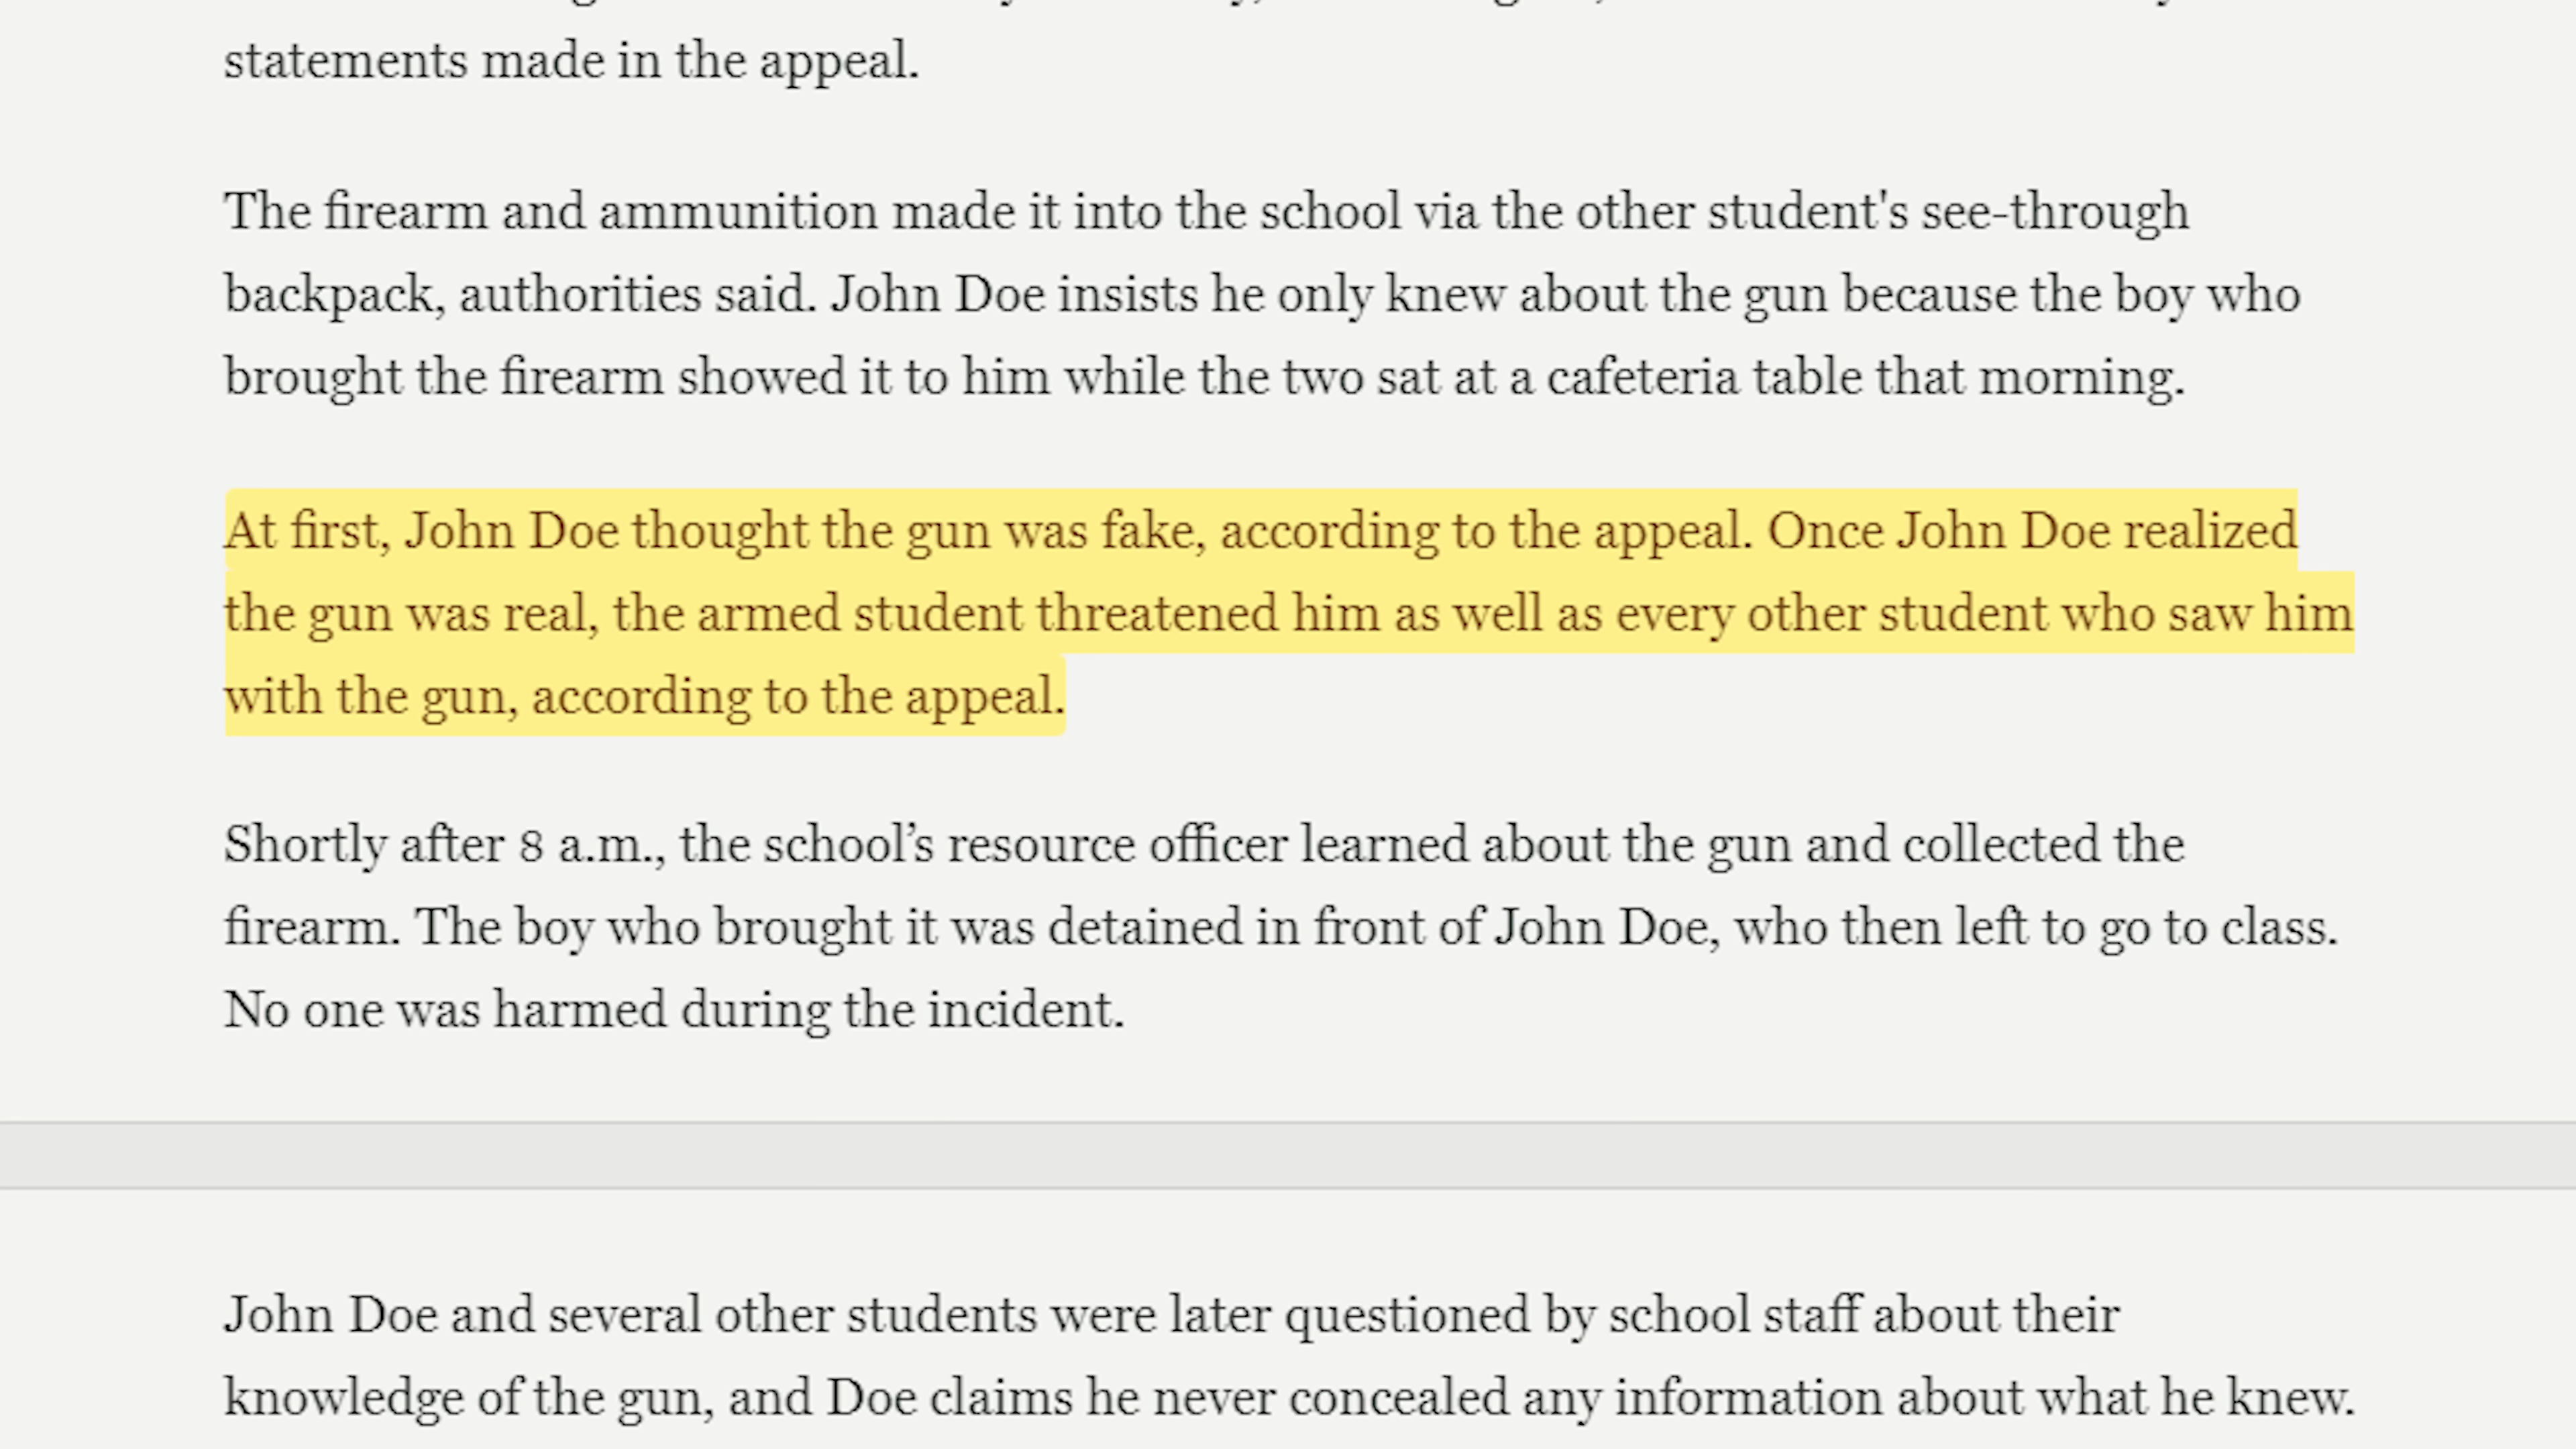 statements made in the appeal.
The firearm and ammunition made it into the school via the other student's see-through
backpack, authorities said. John Doe insists he only knew about the gun because the boy who
brought the firearm showed it to him while the two sat at a cafeteria table that morning.
At first, John Doe thought the gun was fake, according to the appeal. Once John Doe realized
the gun was real, the armed student threatened him as well as every other student who saw him
with the gun, according to the appeal.
Shortly after 8 a.m., the school’s resource officer learned about the gun and collected the
firearm. The boy who brought it was detained in front of John Doe, who then left to go to class.
No one was harmed during the incident.
John Doe and several other students were later questioned by school staff about their
knowledge of the gun, and Doe claims he never concealed any information about what he knew.